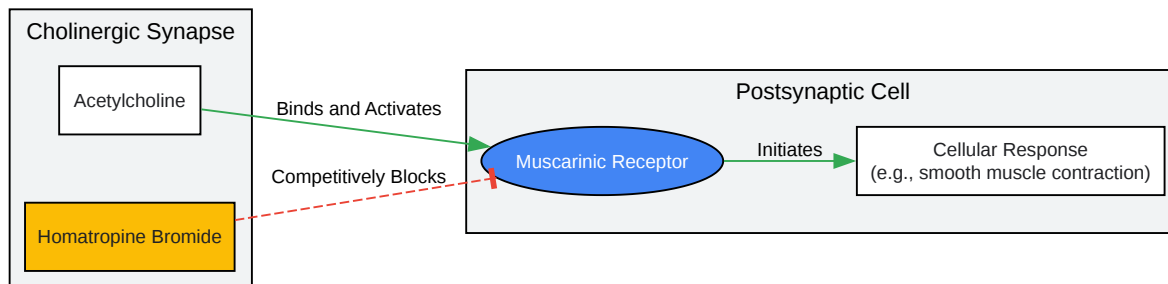 Cholinergic Synapse
Acetylcholine
Homatropine Bromide
Binds and Activates
Competitively Blocks
Postsynaptic Cell
Muscarinic Receptor
Initiates
Cellular Response
(e.g., smooth muscle contraction)